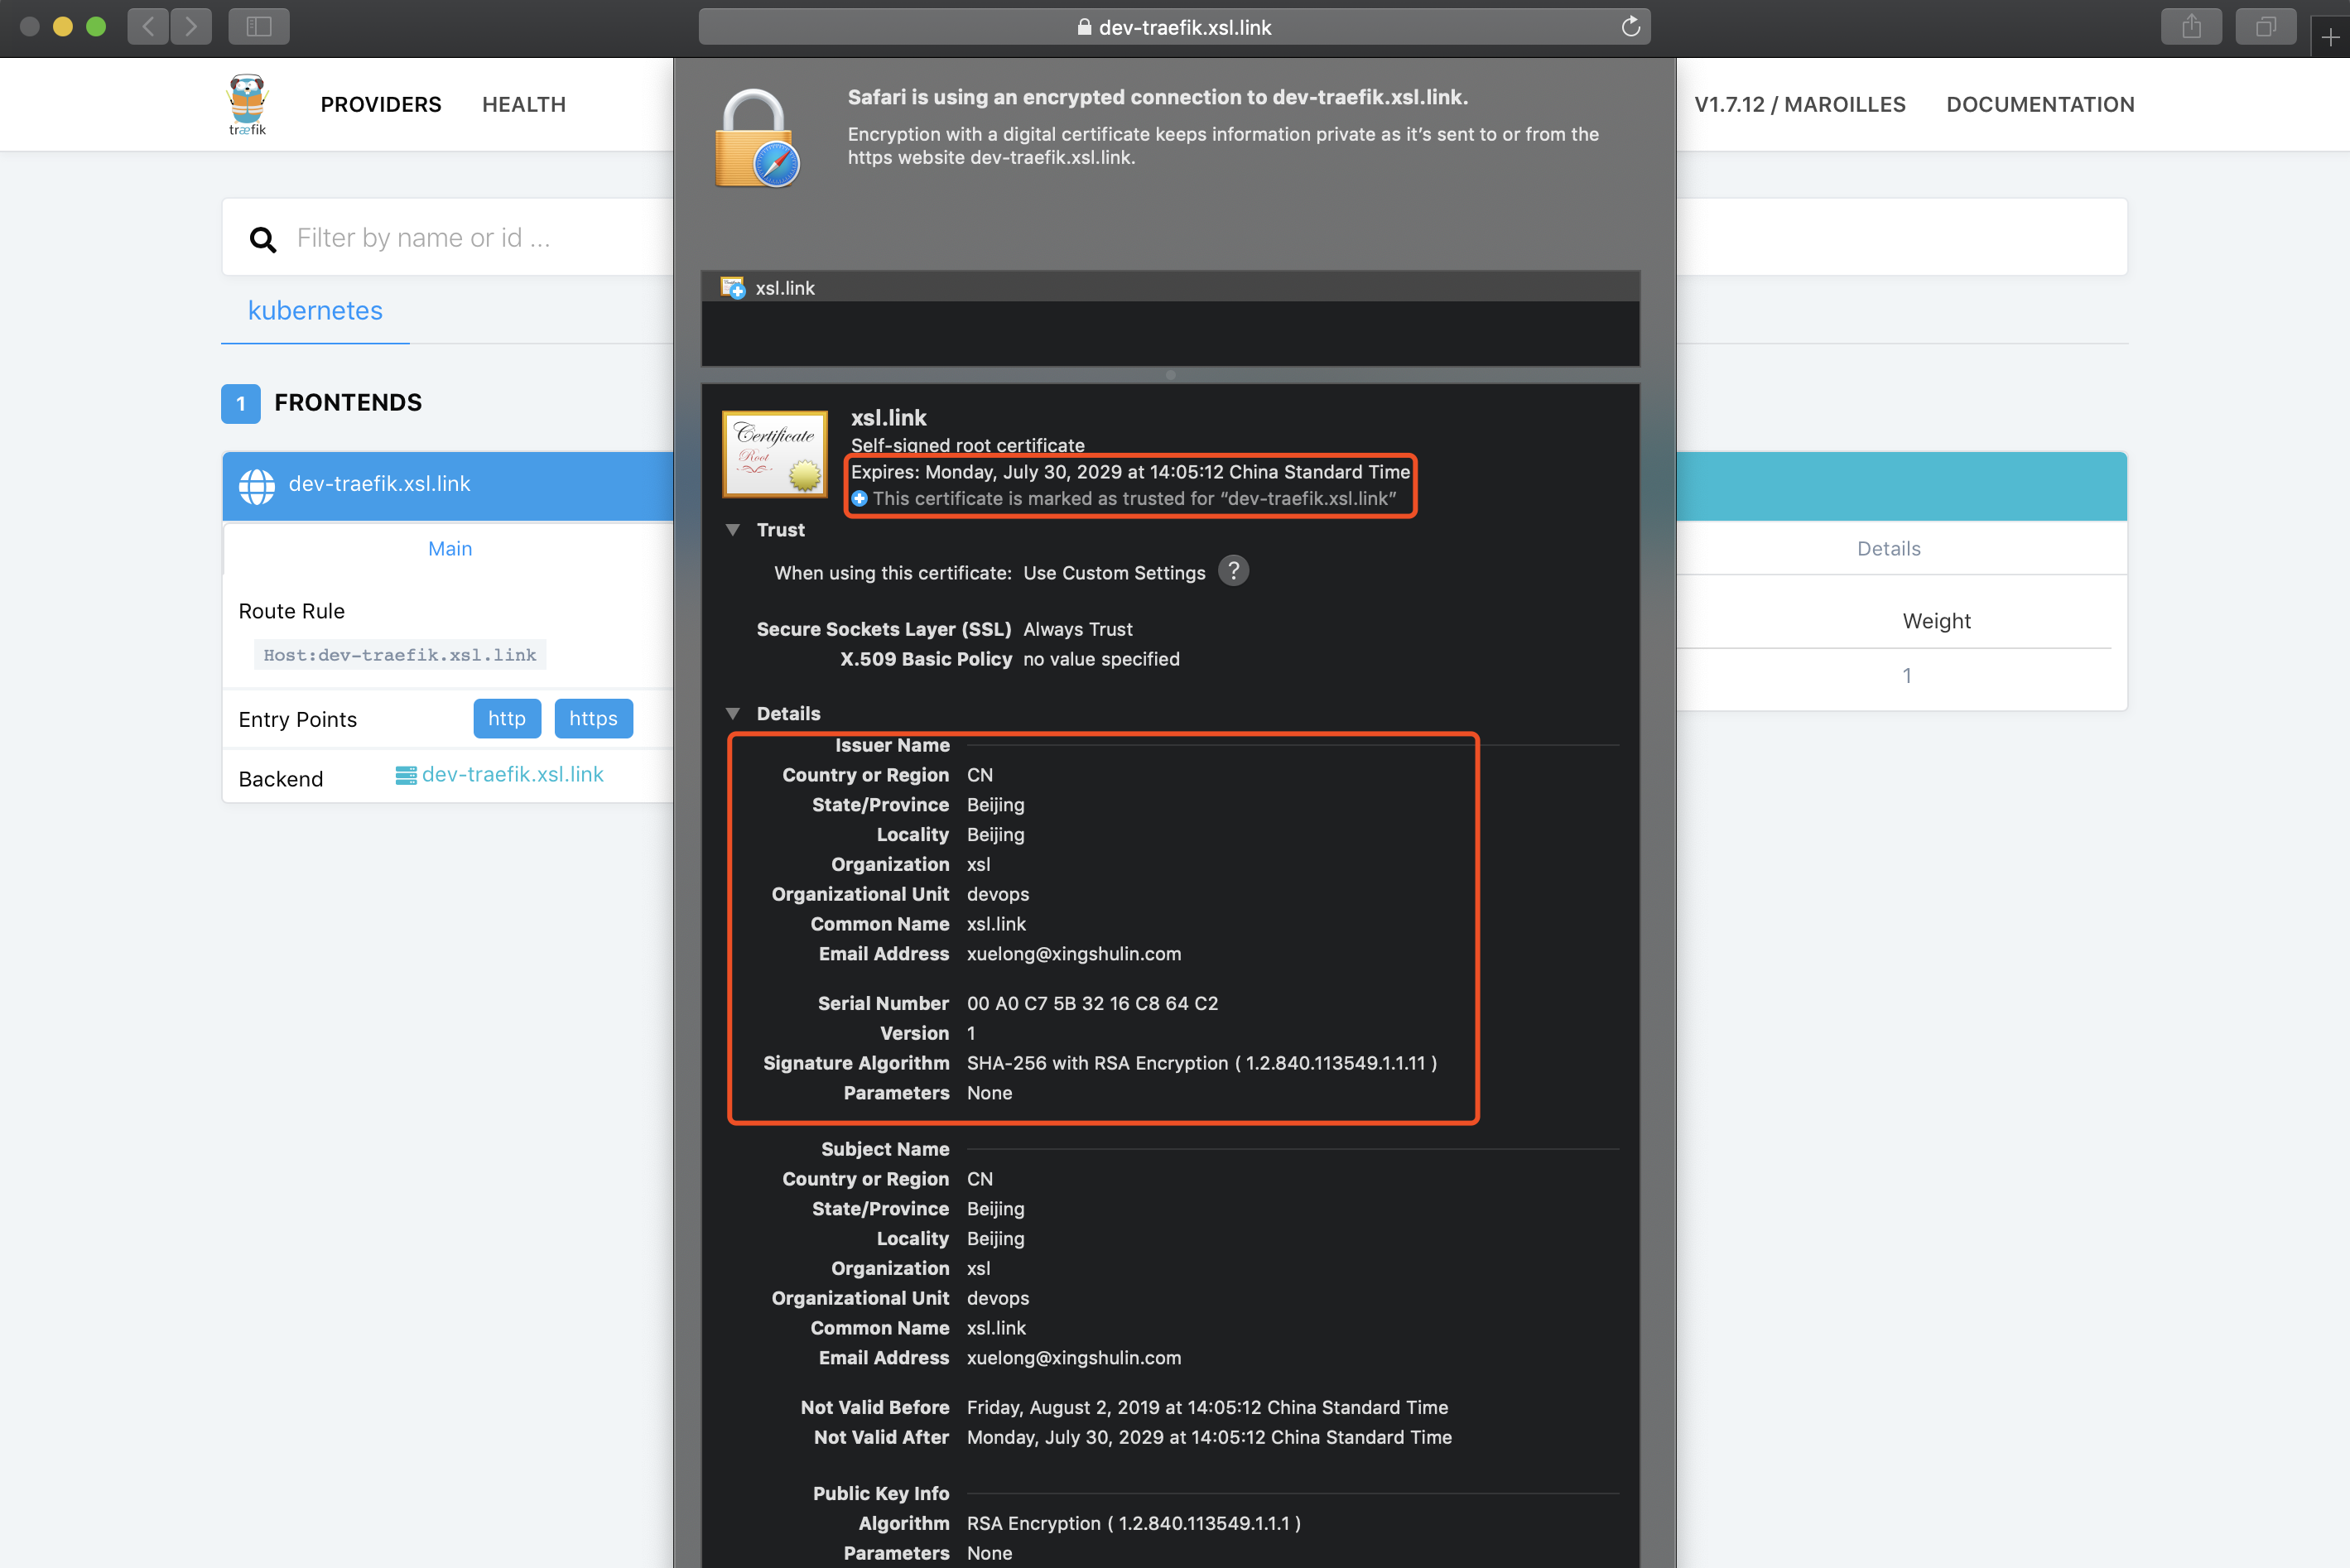 dev-traefik.xsl.link
træfik
PROVIDERS
HEALTH
V1.7.12 / MAROILLES
DOCUMENTATION
Safari is using an encrypted connection to dev-traefik.xsl.link.
Encryption with a digital certificate keeps information private as it’s sent to or from the
https website dev-traefik.xsl.link.
Filter by name or id ...
xsl.link
kubernetes
1 FRONTENDS
dev-traefik.xsl.link
Main
Route Rule
Host:dev-traefik.xsl.link
Entry Points http https
Backend dev-traefik.xsl.link
Certificate
Root
xsl.link
Self-signed root certificate
Expires: Monday, July 30, 2029 at 14:05:12 China Standard Time
This certificate is marked as trusted for “dev-traefik.xsl.link”
Trust
When using this certificate: Use Custom Settings ?
Secure Sockets Layer (SSL) Always Trust
X.509 Basic Policy no value specified
Details
Issuer Name
Country or Region CN
State/Province Beijing
Locality Beijing
Organization xsl
Organizational Unit devops
Common Name xsl.link
Email Address xuelong@xingshulin.com
Serial Number 00 A0 C7 5B 32 16 C8 64 C2
Version 1
Signature Algorithm SHA-256 with RSA Encryption ( 1.2.840.113549.1.1.11 )
Parameters None
Subject Name
Country or Region CN
State/Province Beijing
Locality Beijing
Organization xsl
Organizational Unit devops
Common Name xsl.link
Email Address xuelong@xingshulin.com
Not Valid Before Friday, August 2, 2019 at 14:05:12 China Standard Time
Not Valid After Monday, July 30, 2029 at 14:05:12 China Standard Time
Public Key Info
Algorithm RSA Encryption ( 1.2.840.113549.1.1.1 )
Parameters None
Details
Weight
1